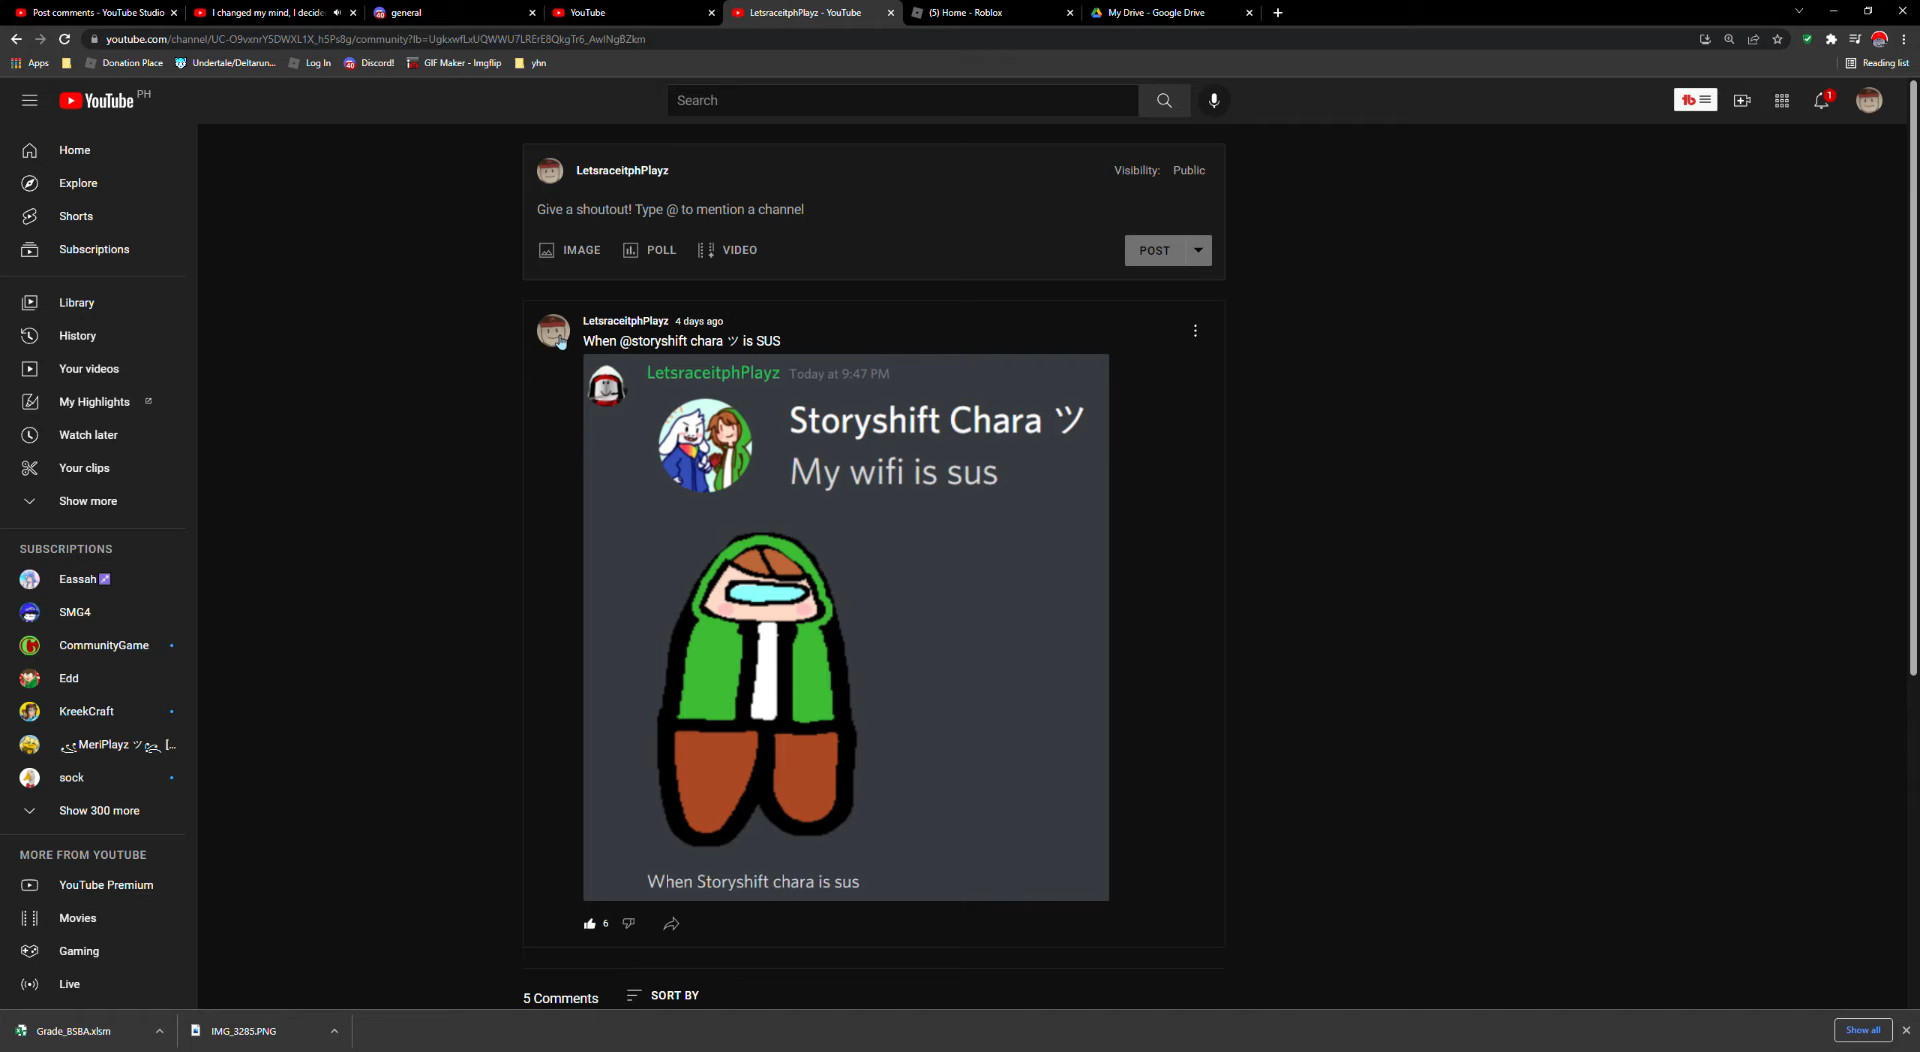 Post comments - YouTube Studio
I changed my mind, I decide
general
YouTube
LetsraceitphPlayz - YouTube
(5) Home - Roblox
My Drive - Google Drive
youtube.com/channel/UC-O9vxnrY5DWXL1X_h5Ps8g/community?lb=UgkxwfLxUQWWU7LRErE8QkgTr6_AwINgBZkm
Apps
Donation Place
Undertale/Deltarun...
Log In
Discord!
GIF Maker - Imgflip
yhn
Reading list
YouTube PH
Search
1
Home
Explore
Shorts
Subscriptions
Library
History
Your videos
My Highlights
Watch later
Your clips
Show more
SUBSCRIPTIONS
Eassah
SMG4
CommunityGame
Edd
KreekCraft
MeriPlayz ツ [...
sock
Show 300 more
MORE FROM YOUTUBE
YouTube Premium
Movies
Gaming
Live
LetsraceitphPlayz
Visibility: Public
Give a shoutout! Type @ to mention a channel
IMAGE
POLL
VIDEO
POST
LetsraceitphPlayz 4 days ago
When @storyshift chara ツ is SUS
LetsraceitphPlayz Today at 9:47 PM
Storyshift Chara ツ
My wifi is sus
When Storyshift chara is sus
6
5 Comments
SORT BY
Grade_BSBA.xlsm
IMG_3285.PNG
Show all